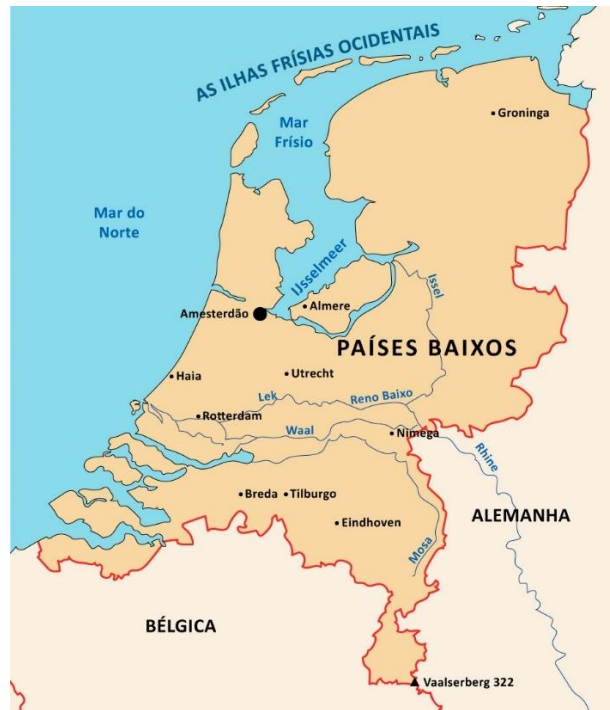 AS ILHAS FRÍSIAS OCIDENTAIS
Groninga
Mar
Frísio
Mar do
Norte
IJsselmeer
Issel
Almere
Amesterdão
PAÍSES BAIXOS
Haia
Utrecht
Lek
Reno Baixo
Rotterdam
Waal
Nimega
Rhine
Breda
Tilburgo
ALEMANHA
Eindhoven
Mosa
BÉLGICA
Vaalserberg 322